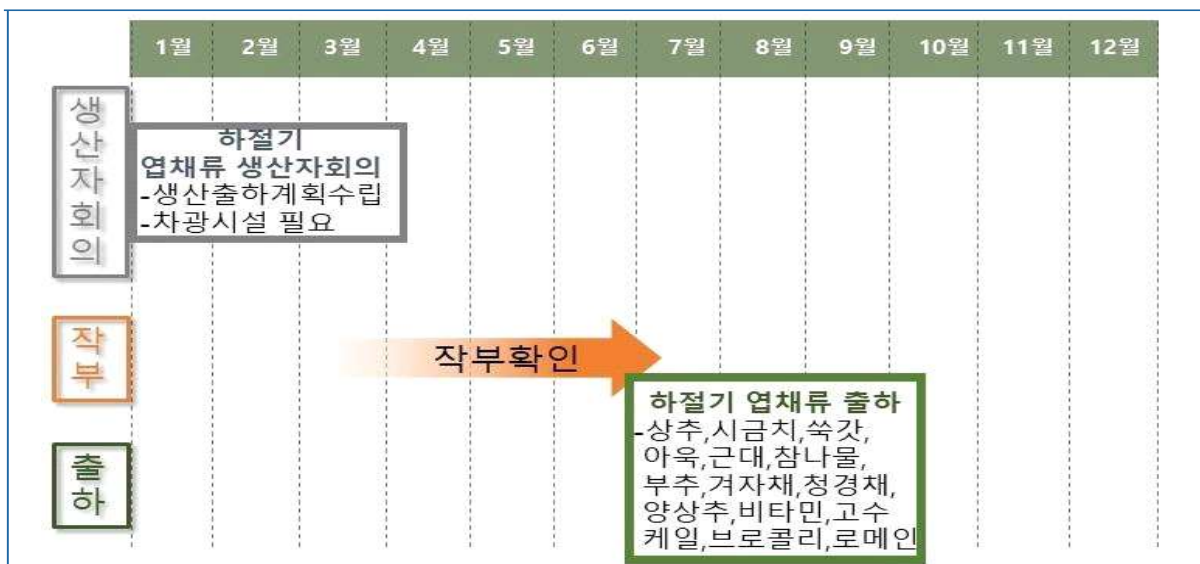 1월 2월 3월 4월 5월 6월 7월 8월 9월 10월 11월 12월
생산자회의
하절기
엽채류 생산자회의
-생산출하계획수립
-차광시설 필요
작부
작부확인
출하
하절기 엽채류 출하
-상추,시금치,쑥갓,
아욱,근대,참나물,
부추,겨자채,청경채,
양상추,비타민,고수
케일,브로콜리,로메인